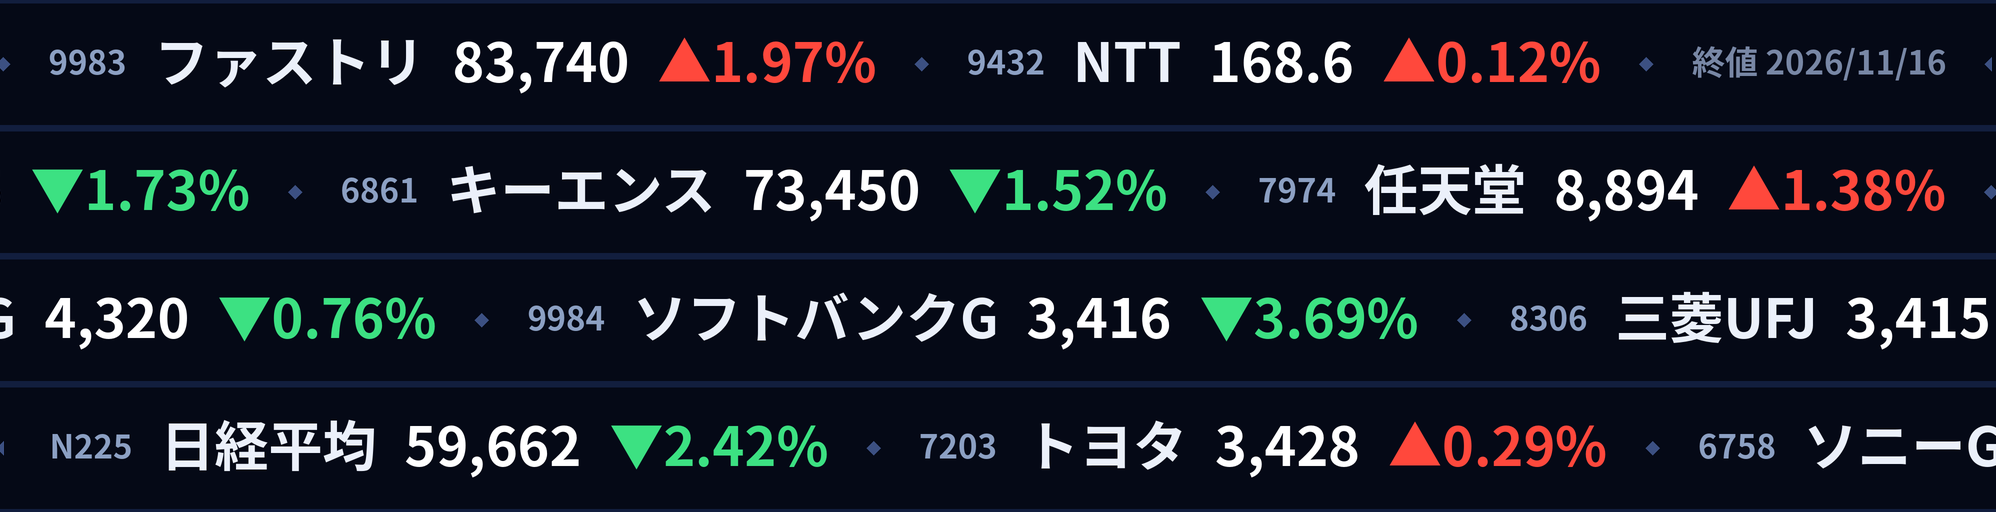 ◆ 9983 ファストリ 83,740 ▲1.97% ◆ 9432 NTT 168.6 ▲0.12% ◆ 終値 2026/11/16 ◆
▼1.73% ◆ 6861 キーエンス 73,450 ▼1.52% ◆ 7974 任天堂 8,894 ▲1.38% ◆
G 4,320 ▼0.76% ◆ 9984 ソフトバンクG 3,416 ▼3.69% ◆ 8306 三菱UFJ 3,415
◆ N225 日経平均 59,662 ▼2.42% ◆ 7203 トヨタ 3,428 ▲0.29% ◆ 6758 ソニーG